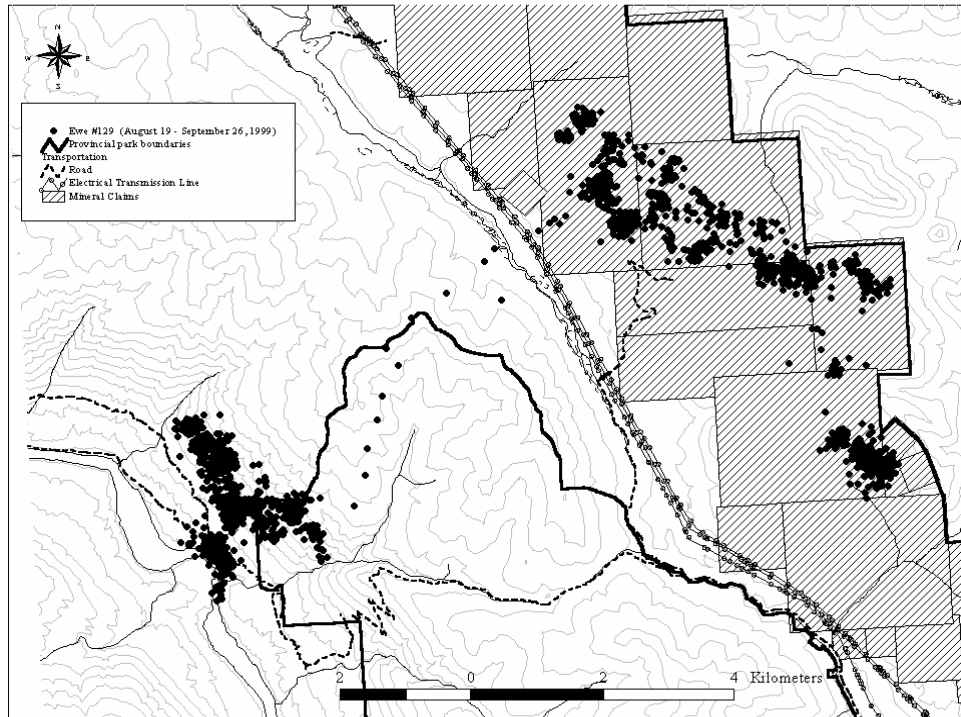 N
W E
S
Ewe #129 (August 19 - September 26, 1999)
Provincial park boundaries
Transportation
Road
Electrical Transmission Line
Mineral Claims
2 0 2 4 Kilometers